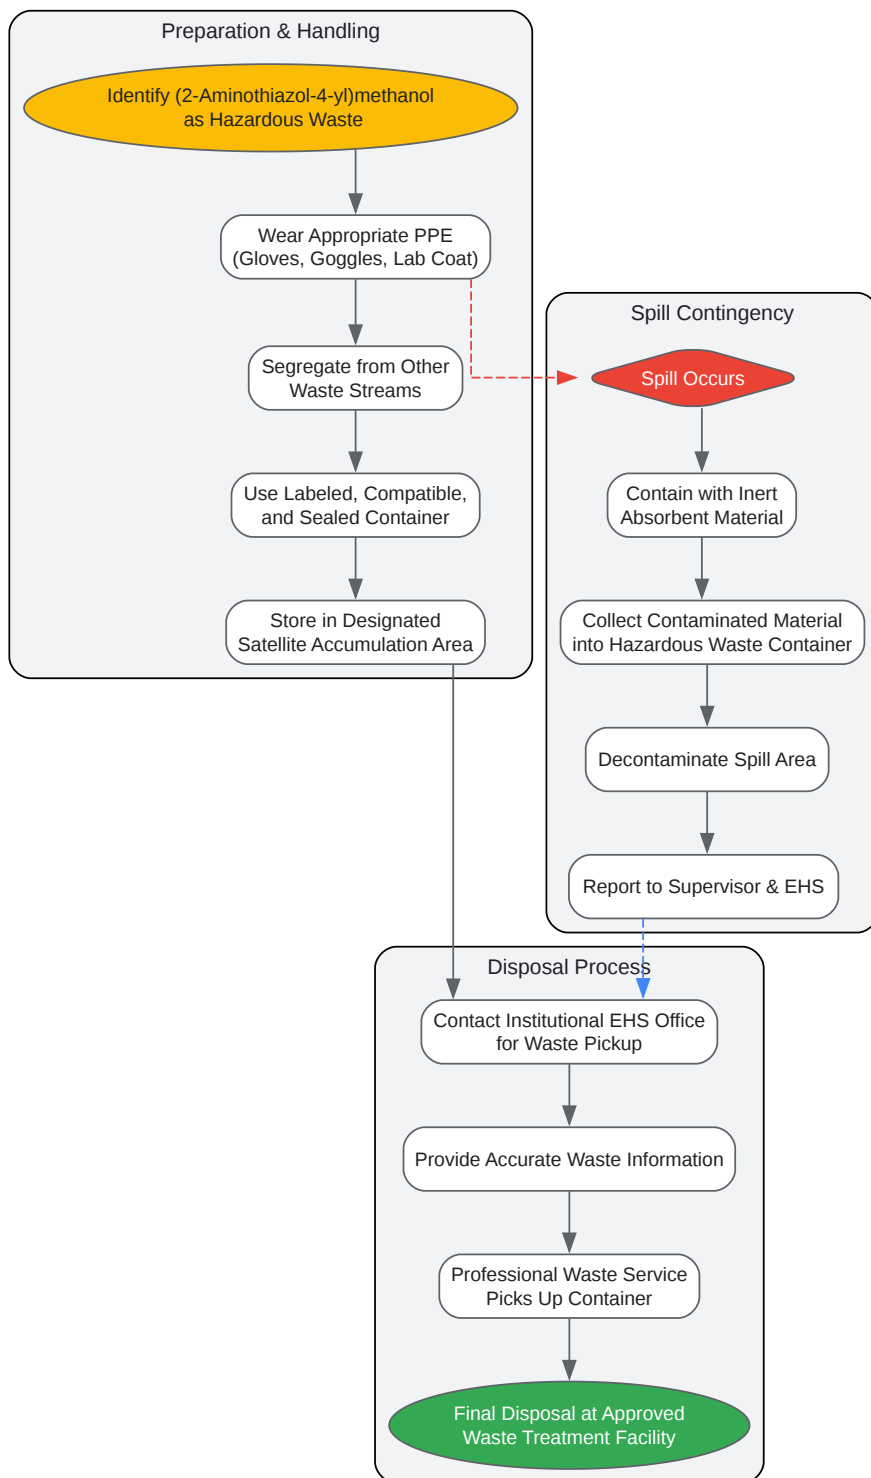 Preparation & Handling
Identify (2-Aminothiazol-4-yl)methanol
as Hazardous Waste
Wear Appropriate PPE
(Gloves, Goggles, Lab Coat)
Segregate from Other
Waste Streams
Use Labeled, Compatible,
and Sealed Container
Store in Designated
Satellite Accumulation Area
Spill Contingency
Spill Occurs
Contain with Inert
Absorbent Material
Collect Contaminated Material
into Hazardous Waste Container
Decontaminate Spill Area
Report to Supervisor & EHS
Disposal Process
Contact Institutional EHS Office
for Waste Pickup
Provide Accurate Waste Information
Professional Waste Service
Picks Up Container
Final Disposal at Approved
Waste Treatment Facility